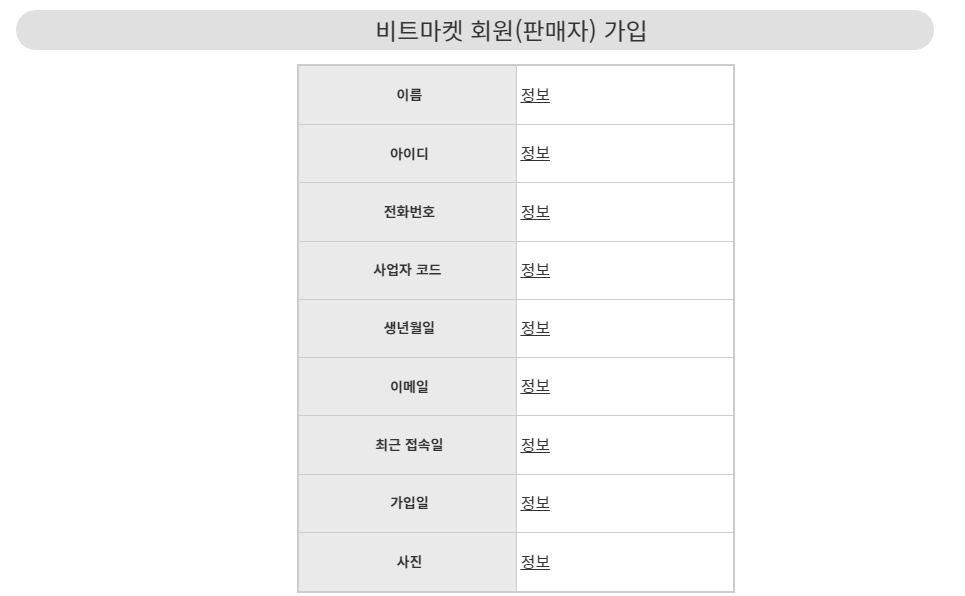 비트마켓 회원(판매자) 가입
이름 정보
아이디 정보
전화번호 정보
사업자 코드 정보
생년월일 정보
이메일 정보
최근 접속일 정보
가입일 정보
사진 정보